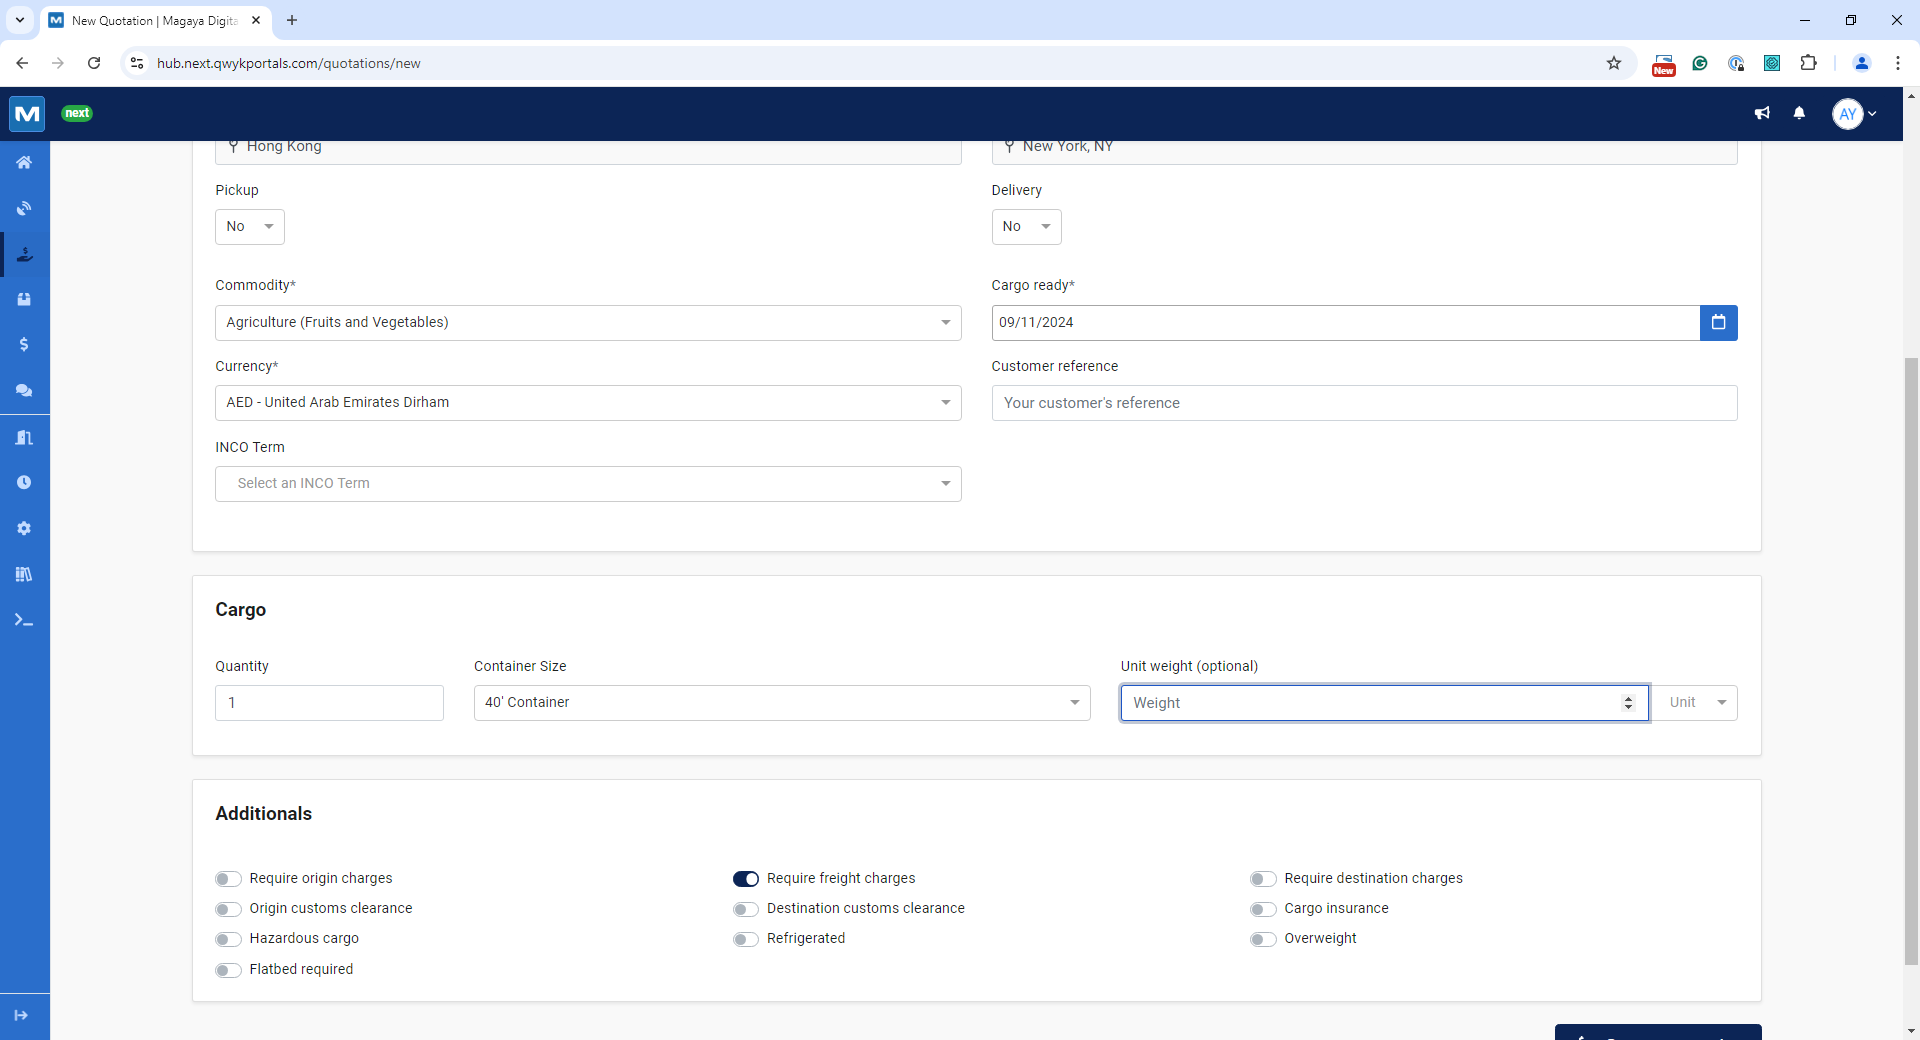 New Quotation | Magaya Digita
hub.next.qwykportals.com/quotations/new
New
M
next
AY
Hong Kong
New York, NY
Pickup
Delivery
No
No
Commodity*
Cargo ready*
Agriculture (Fruits and Vegetables)
09/11/2024
Currency*
Customer reference
AED - United Arab Emirates Dirham
Your customer's reference
INCO Term
Select an INCO Term
Cargo
Quantity
Container Size
Unit weight (optional)
1
40' Container
Weight
Unit
Additionals
Require origin charges
Require freight charges
Require destination charges
Origin customs clearance
Destination customs clearance
Cargo insurance
Hazardous cargo
Refrigerated
Overweight
Flatbed required